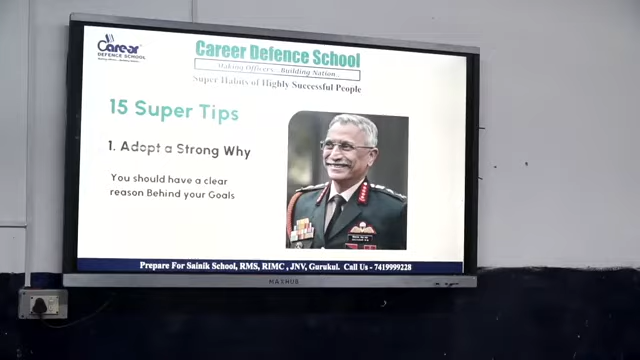 Career
DEFENCE SCHOOL
Career Defence School
Making Officers.. Building Nation...
Super Habits of Highly Successful People
15 Super Tips
1. Adopt a Strong Why
You should have a clear
reason Behind your Goals
Prepare For Sainik School, RMS, RIMC , JNV, Gurukul. Call Us - 7419999228
MAXHUB